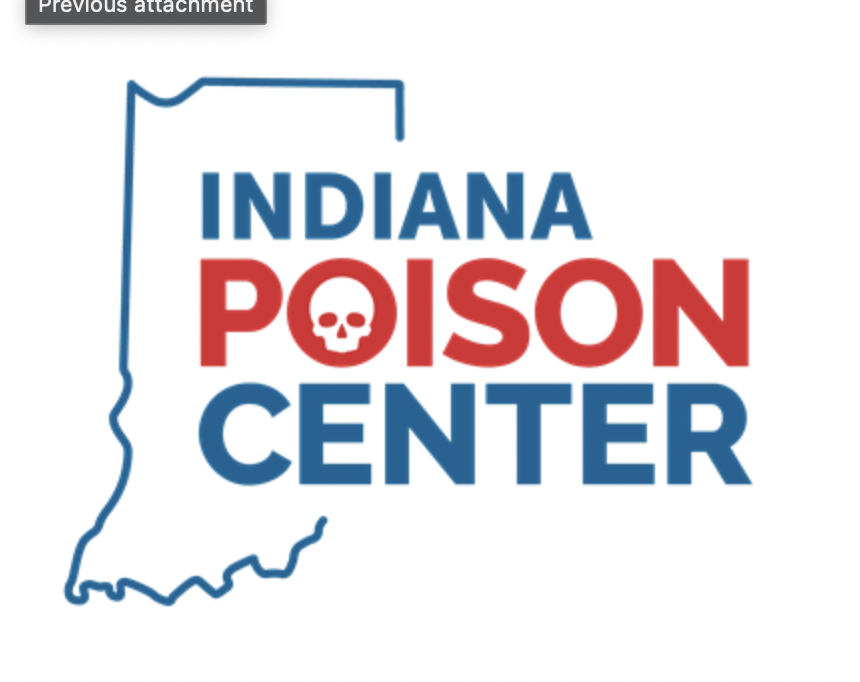 Previous attachment
INDIANA
POISON
CENTER